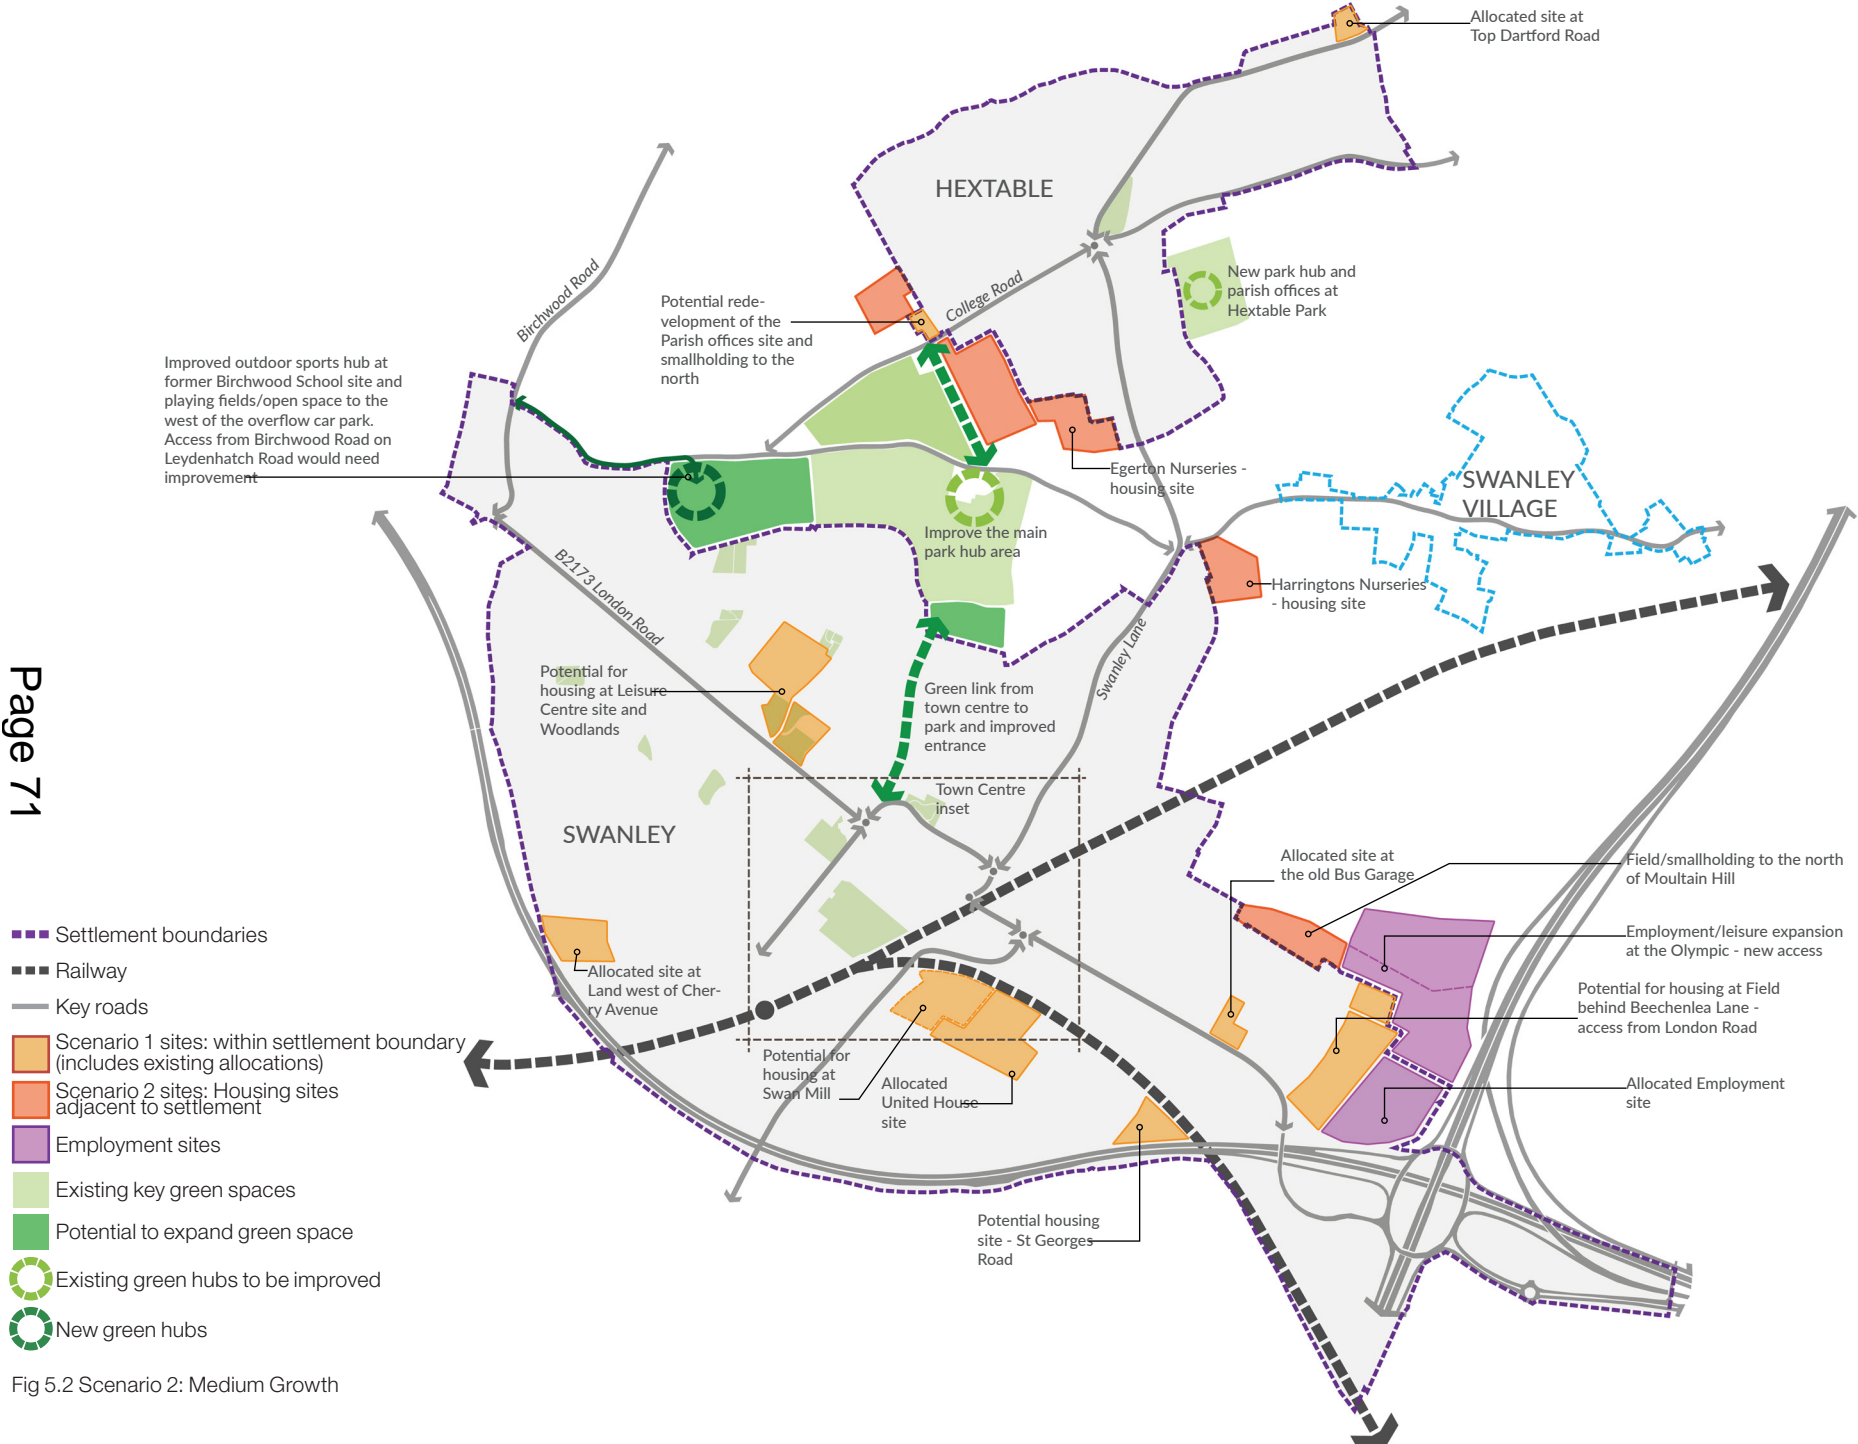 Allocated site at
Top Dartford Road
HEXTABLE
Birchwood Road
College Road
New park hub and
parish offices at
Hextable Park
Potential rede-
velopment of the
Parish offices site and
smallholding to the
north
Improved outdoor sports hub at
former Birchwood School site and
playing fields/open space to the
west of the overflow car park.
Access from Birchwood Road on
Leydenhatch Road would need
improvement
Egerton Nurseries -
housing site
SWANLEY
VILLAGE
Improve the main
park hub area
B2173 London Road
Harringtons Nurseries
- housing site
Swanley Lane
Potential for
housing at Leisure
Centre site and
Woodlands
Green link from
town centre to
park and improved
entrance
Page 71
Town Centre
inset
SWANLEY
Allocated site at
the old Bus Garage
Field/smallholding to the north
of Moultain Hill
Employment/leisure expansion
at the Olympic - new access
Allocated site at
Land west of Cher-
ry Avenue
Potential for housing at Field
behind Beechenlea Lane -
access from London Road
Potential for
housing at
Swan Mill
Allocated
United House
site
Allocated Employment
site
Potential housing
site - St Georges
Road
Settlement boundaries
Railway
Key roads
Scenario 1 sites: within settlement boundary
(includes existing allocations)
Scenario 2 sites: Housing sites
adjacent to settlement
Employment sites
Existing key green spaces
Potential to expand green space
Existing green hubs to be improved
New green hubs
Fig 5.2 Scenario 2: Medium Growth